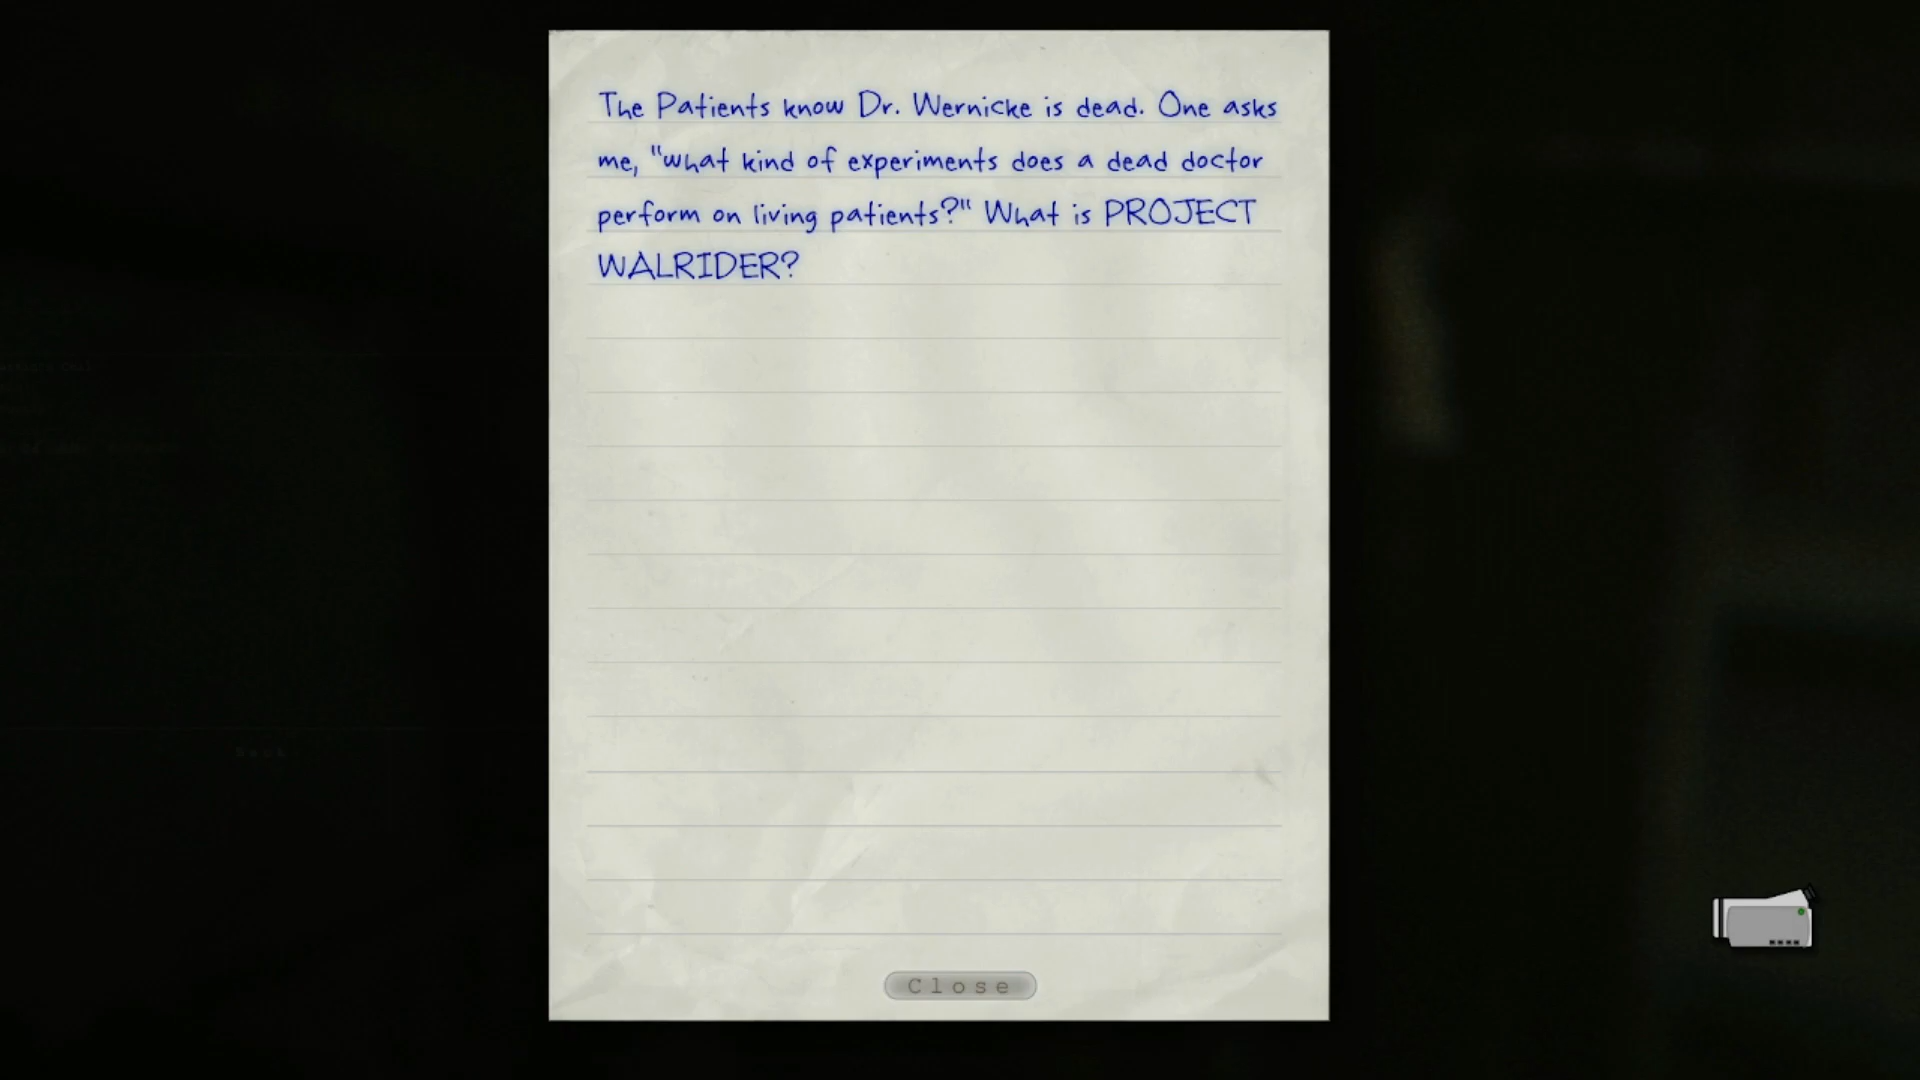 The Patients know Dr. Wernicke is dead. One asks
me, "what kind of experiments does a dead doctor
perform on living patients?" What is PROJECT
WALRIDER?
Back
Close